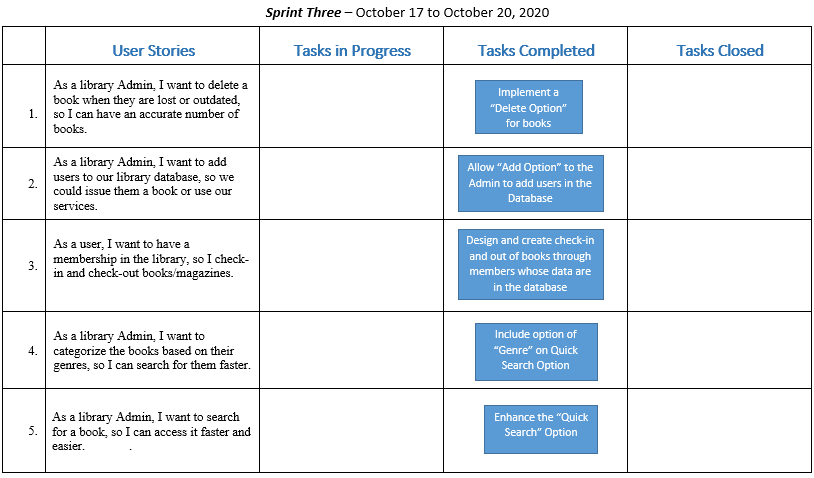 Sprint Three – October 17 to October 20, 2020
User Stories
Tasks in Progress
Tasks Completed
Tasks Closed
1.
As a library Admin, I want to delete a
book when they are lost or outdated,
so I can have an accurate number of
books.
Implement a
“Delete Option”
for books
2.
As a library Admin, I want to add
users to our library database, so we
could issue them a book or use our
services.
Allow “Add Option” to the
Admin to add users in the
Database
3.
As a user, I want to have a
membership in the library, so I check-
in and check-out books/magazines.
Design and create check-in
and out of books through
members whose data are
in the database
4.
As a library Admin, I want to
categorize the books based on their
genres, so I can search for them faster.
Include option of
“Genre” on Quick
Search Option
5.
As a library Admin, I want to search
for a book, so I can access it faster and
easier. .
Enhance the “Quick
Search” Option